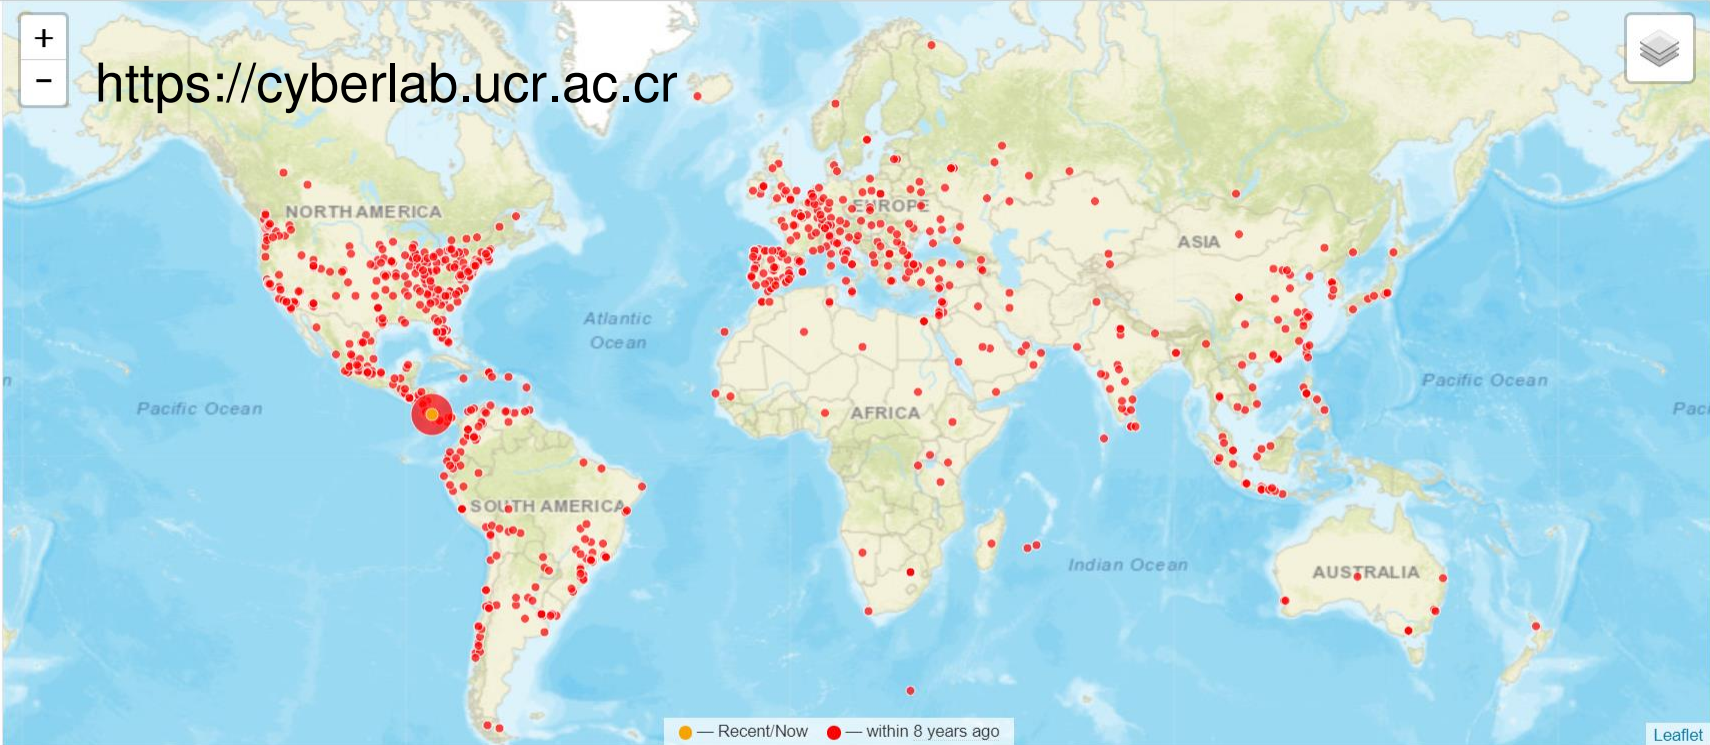 +
−
https://cyberlab.ucr.ac.cr
NORTH AMERICA
EUROPE
ASIA
Atlantic
Ocean
n
Pacific Ocean
Pacific Ocean
Paci
AFRICA
SOUTH AMERICA
Indian Ocean
AUSTRALIA
— Recent/Now — within 8 years ago
Leaflet